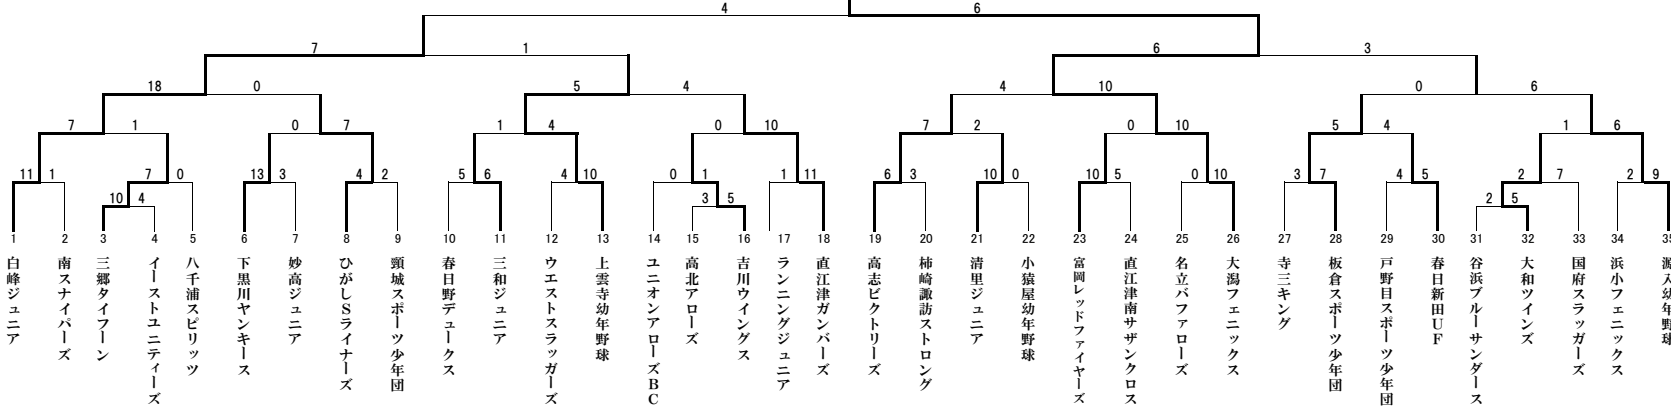 4 6
7 1 6 3
18 0 5 4 4 10 0 6
7 1 0 7 1 4 0 10 7 2 0 10 5 4 1 6
11 1 7 0 13 3 4 2 5 6 4 10 0 1 1 11 6 3 10 0 10 5 0 10 3 7 4 5 2 7 2 9
10 4 3 5 2 5
1 2 3 4 5 6 7 8 9 10 11 12 13 14 15 16 17 18 19 20 21 22 23 24 25 26 27 28 29 30 31 32 33 34 35
白峰ジュニア
南スナイパーズ
三郷タイフーン
イーストユニティーズ
八千浦スピリッツ
下黒川ヤンキース
妙高ジュニア
ひがしSライナーズ
頸城スポーツ少年団
春日野デュークス
三和ジュニア
ウエストスラッガーズ
上雲寺幼年野球
ユニオンアローズBC
高北アローズ
吉川ウイングス
ランニングジュニア
直江津ガンバーズ
高志ビクトリーズ
柿崎諏訪ストロング
清里ジュニア
小猿屋幼年野球
富岡レッドファイヤーズ
直江津南サザンクロス
名立バファローズ
大潟フェニックス
寺三キング
板倉スポーツ少年団
戸野目スポーツ少年団
春日新田UF
谷浜ブルーサンダース
大和ツインズ
国府スラッガーズ
浜小フェニックス
源入幼年野球